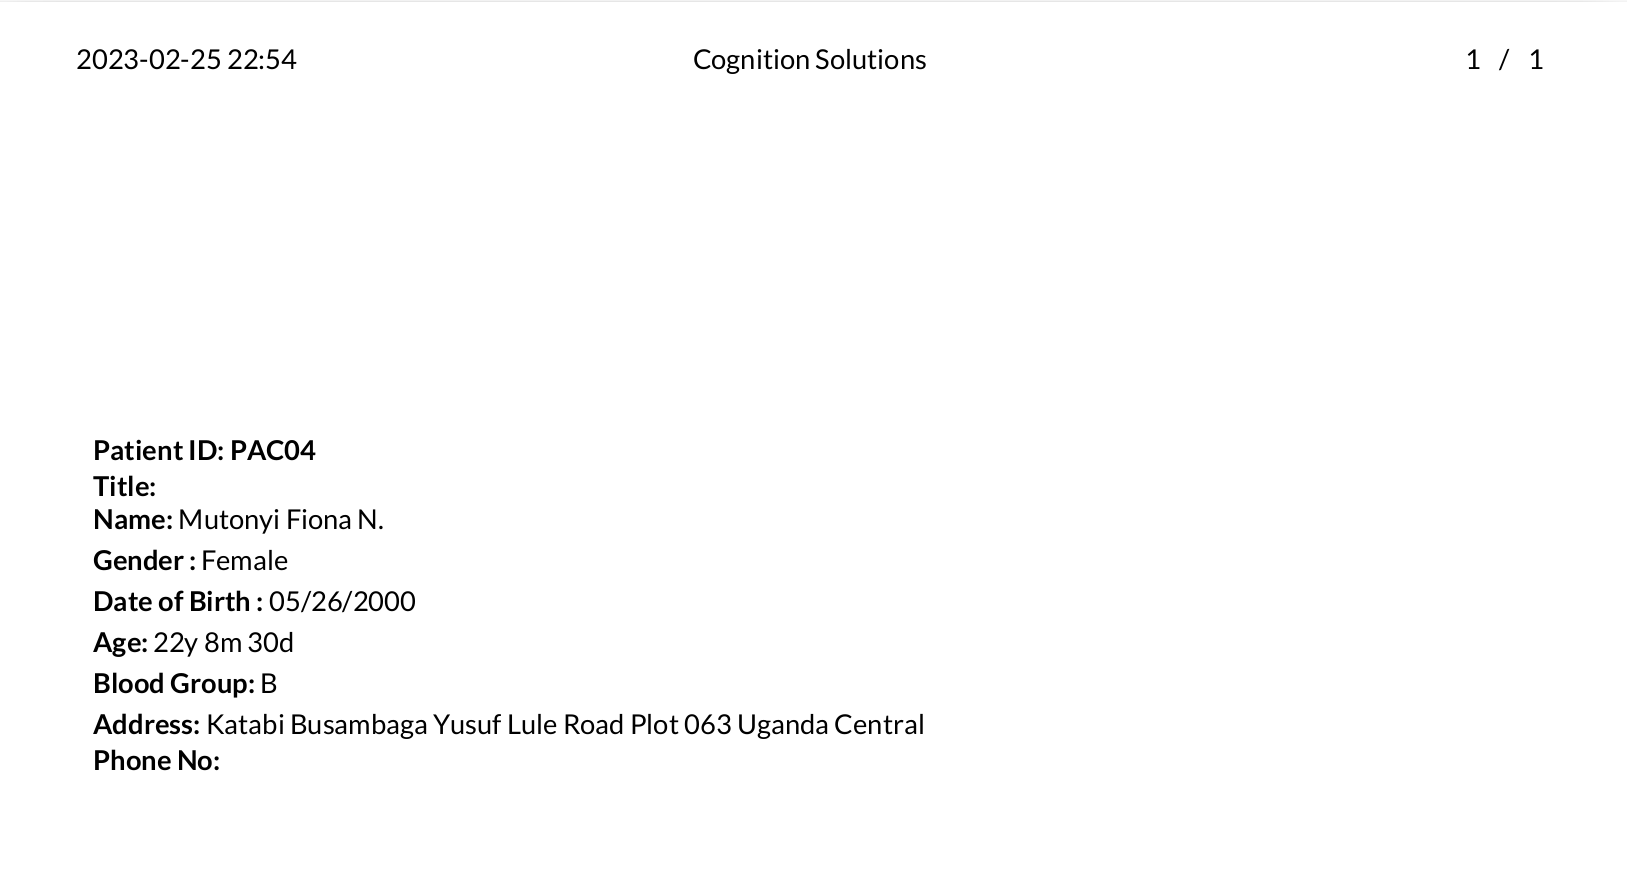 2023-02-25 22:54 Cognition Solutions 1 / 1
Patient ID: PAC04
Title:
Name: Mutonyi Fiona N.
Gender : Female
Date of Birth : 05/26/2000
Age: 22y 8m 30d
Blood Group: B
Address: Katabi Busambaga Yusuf Lule Road Plot 063 Uganda Central
Phone No: